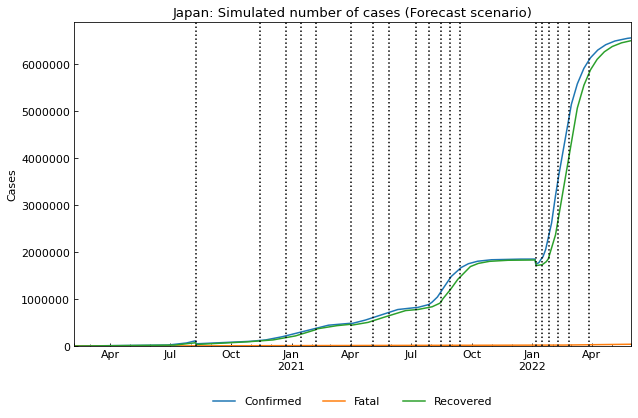 Japan: Simulated number of cases (Forecast scenario)
6000000
5000000
4000000
3000000
2000000
1000000
0
Cases
Apr Jul Oct Jan Apr Jul Oct Jan Apr
2021 2022
Confirmed Fatal Recovered